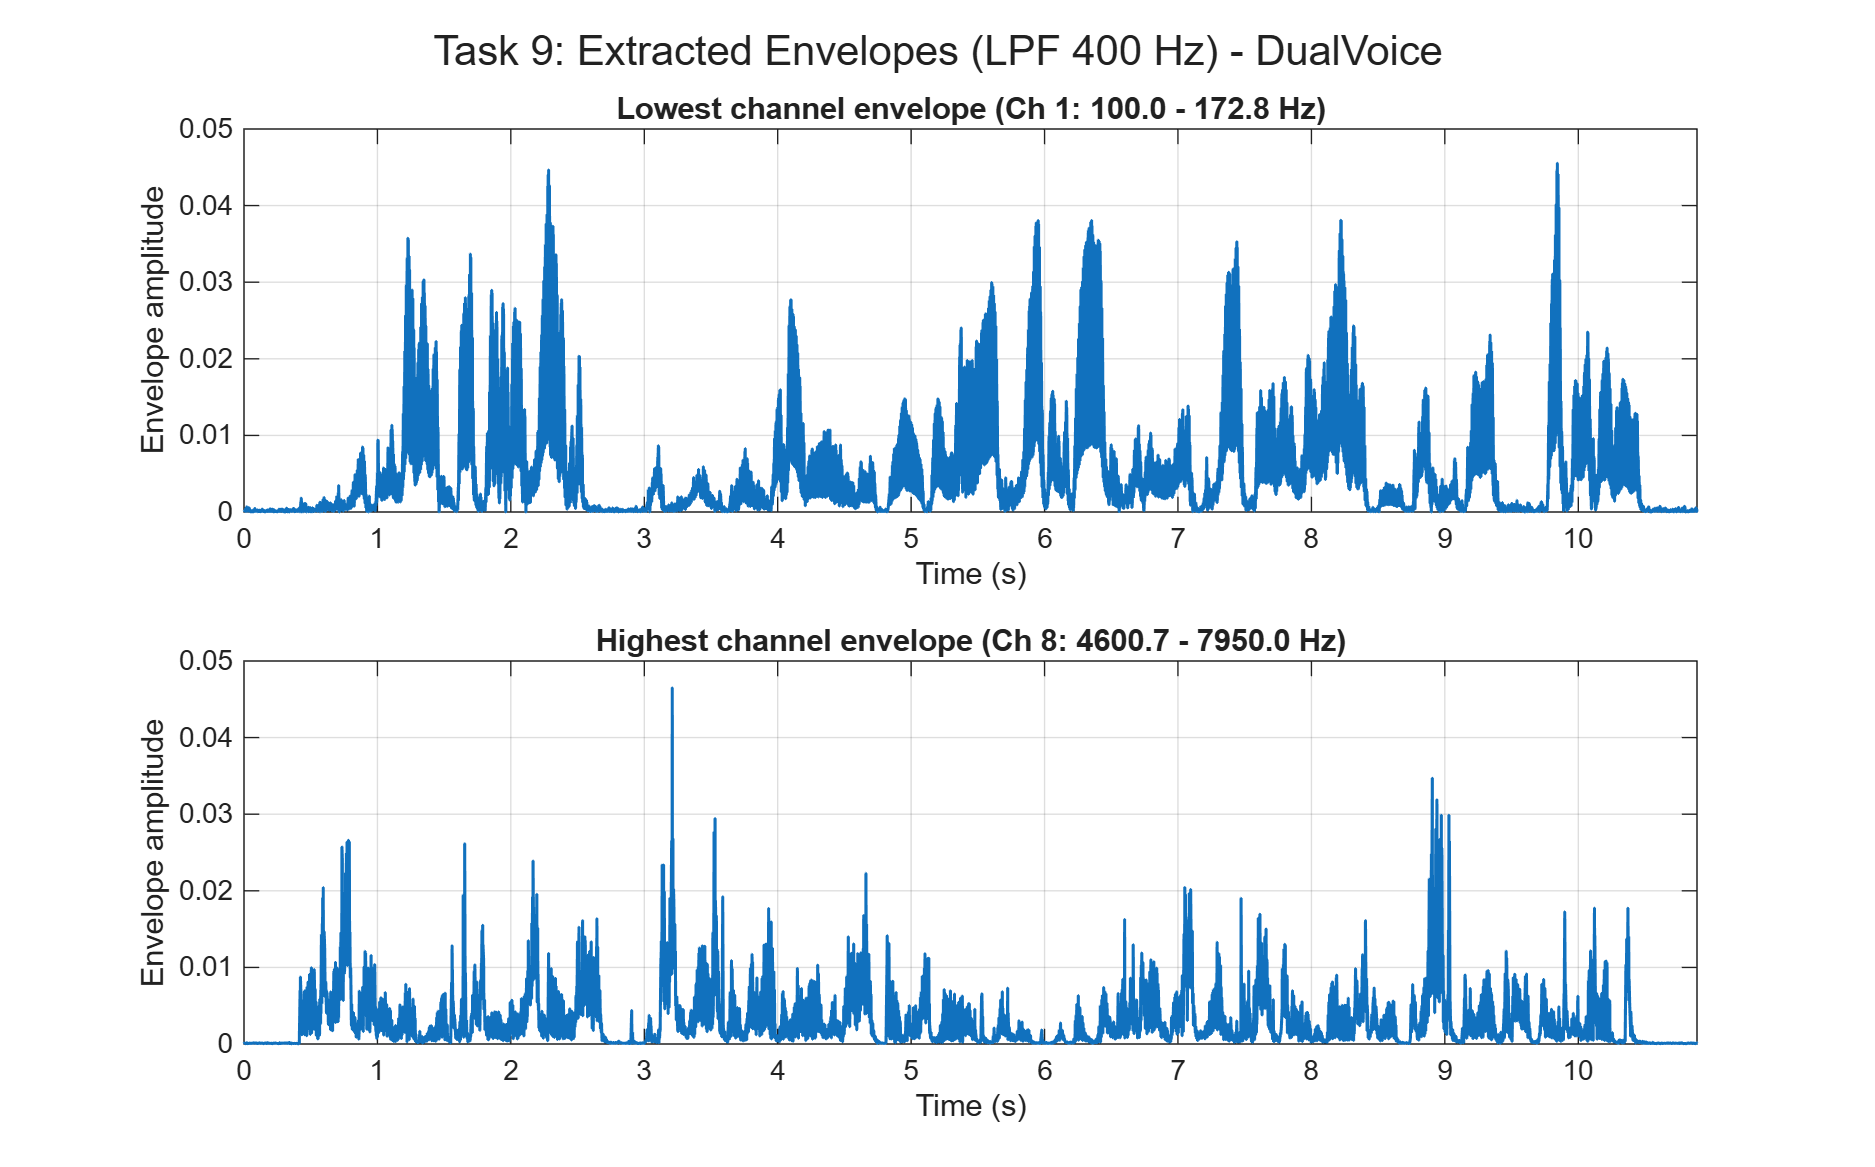 Task 9: Extracted Envelopes (LPF 400 Hz) - DualVoice
Lowest channel envelope (Ch 1: 100.0 - 172.8 Hz)
Envelope amplitude
0.05
0.04
0.03
0.02
0.01
0
0 1 2 3 4 5 6 7 8 9 10
Time (s)
Highest channel envelope (Ch 8: 4600.7 - 7950.0 Hz)
Envelope amplitude
0.05
0.04
0.03
0.02
0.01
0
0 1 2 3 4 5 6 7 8 9 10
Time (s)